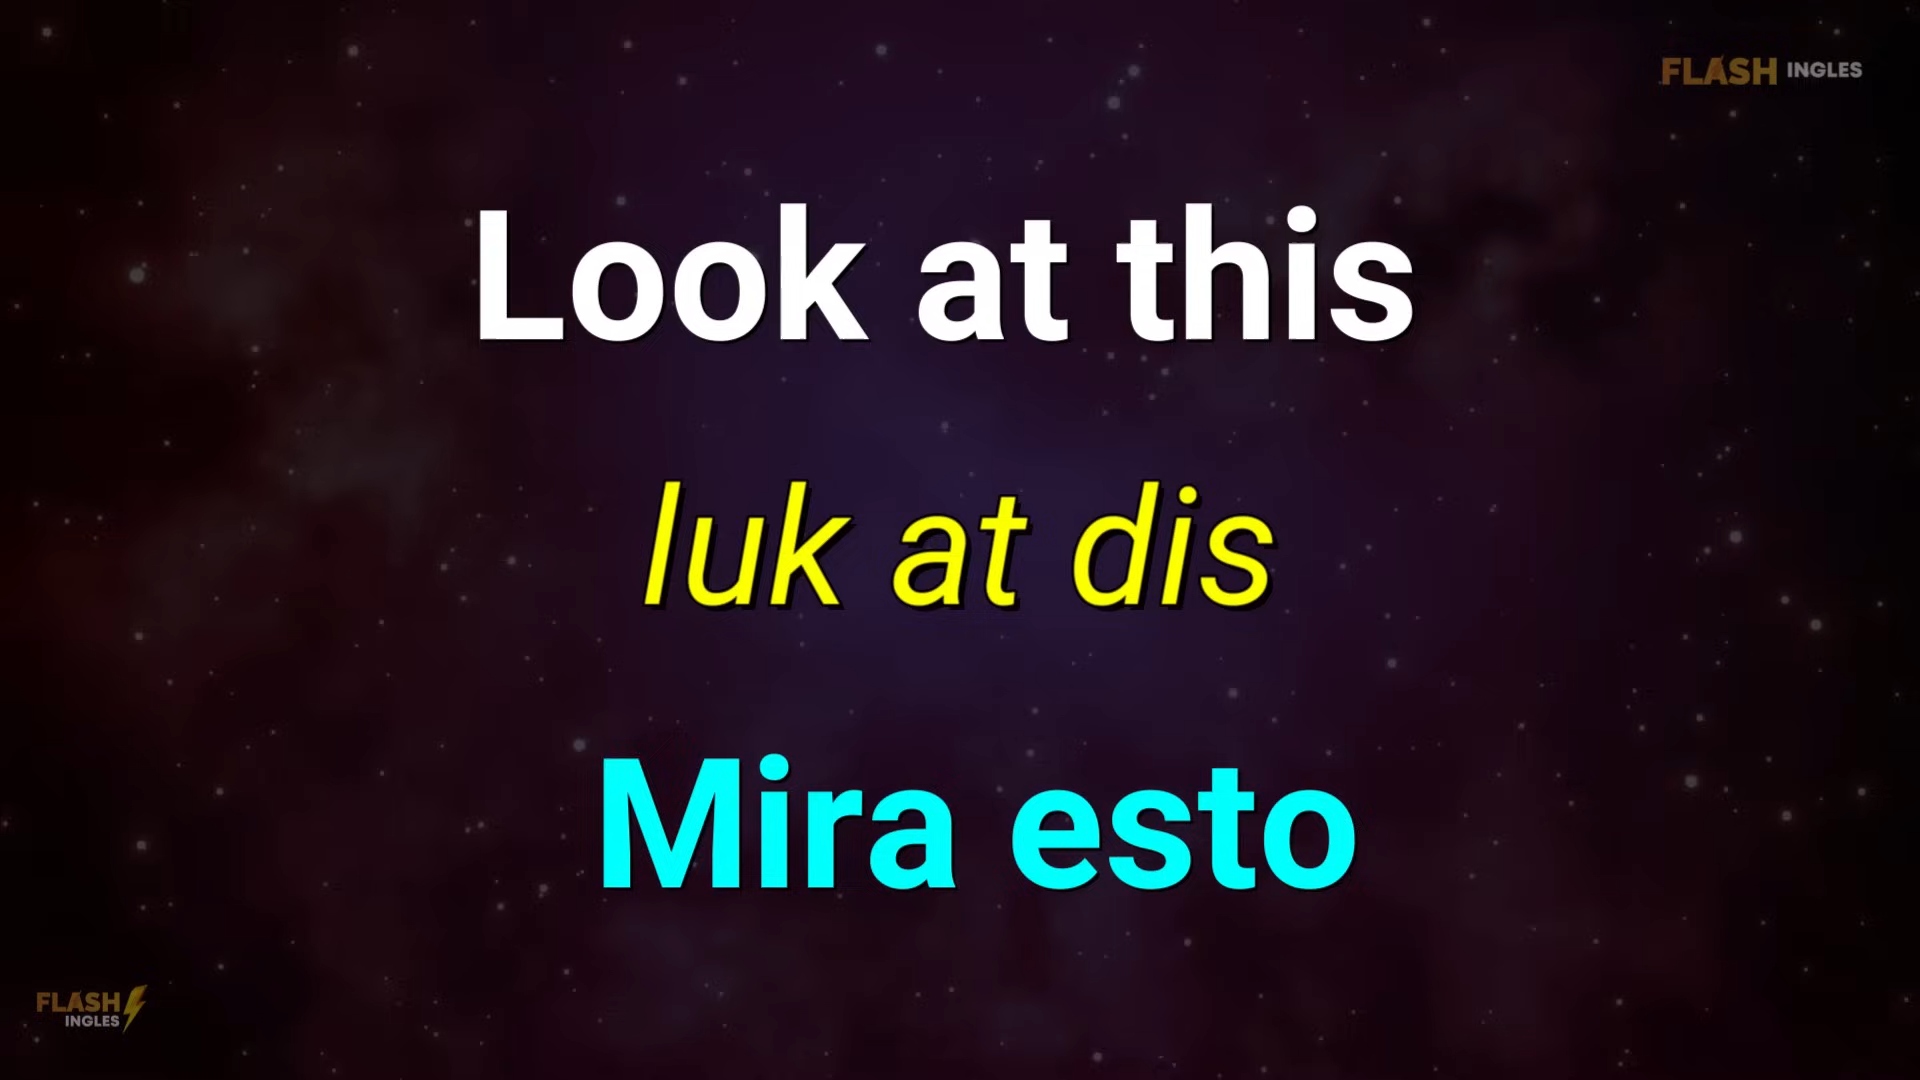 FLASH INGLES
Look at this
luk at dis
Mira esto
FLASH
INGLES